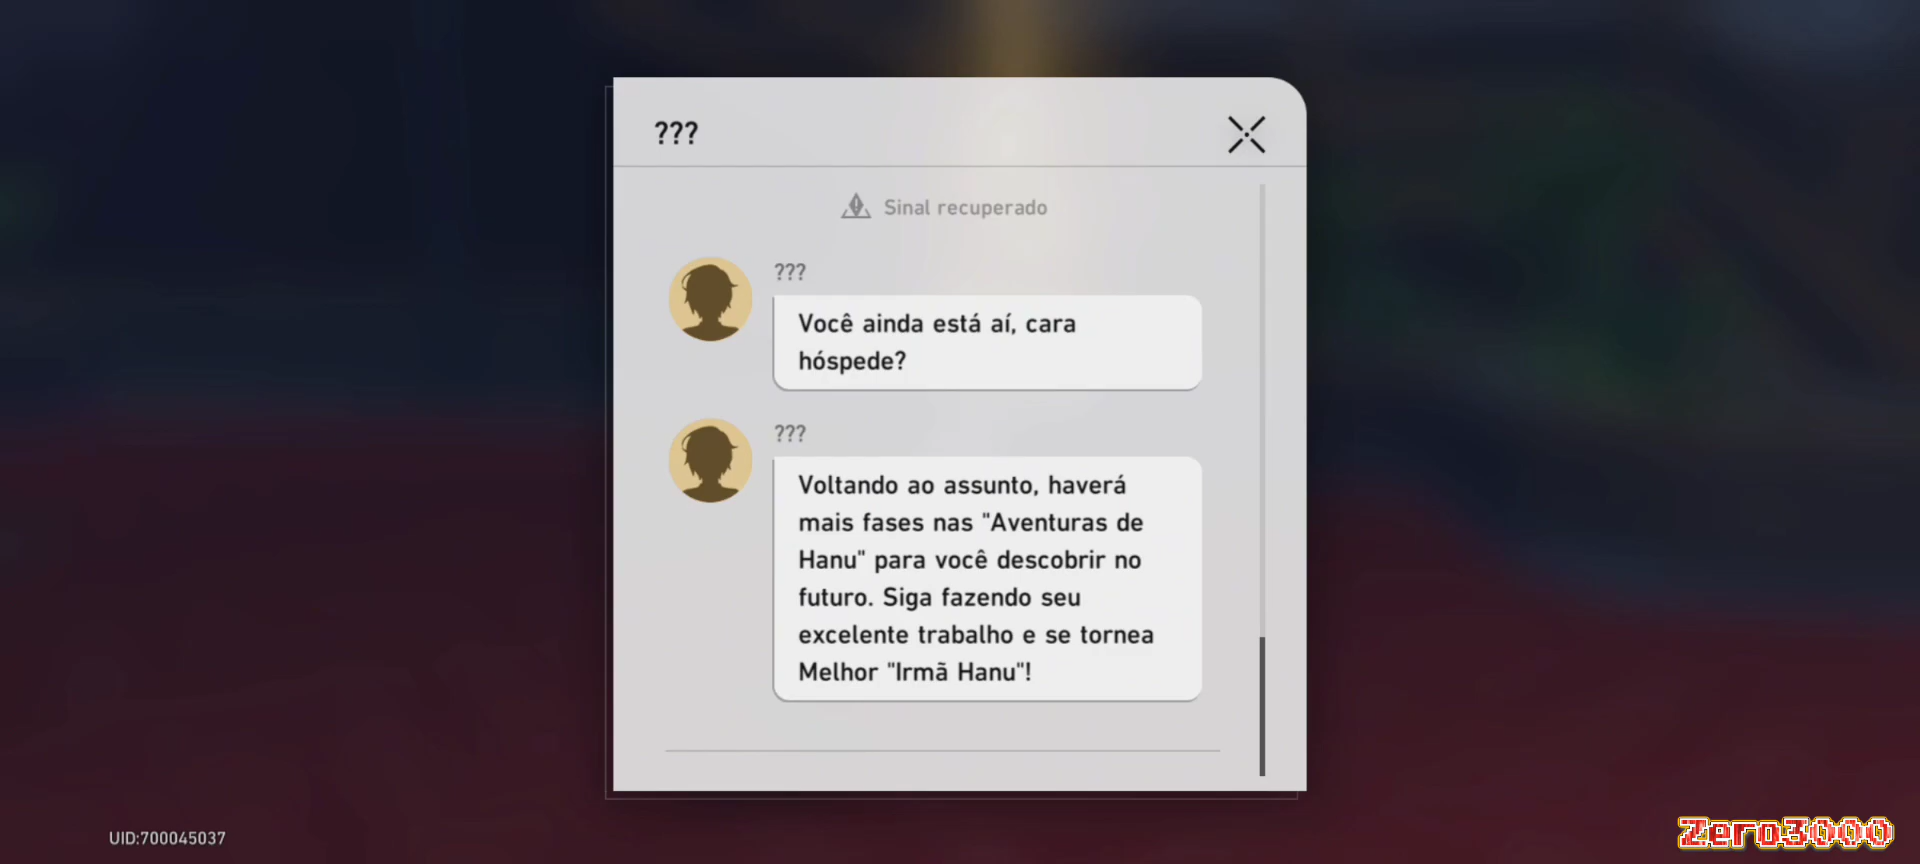 ???
Sinal recuperado
???
Você ainda está aí, cara
hóspede?
???
Voltando ao assunto, haverá
mais fases nas "Aventuras de
Hanu" para você descobrir no
futuro. Siga fazendo seu
excelente trabalho e se tornea
Melhor "Irmã Hanu"!
UID:700045037
Zero3000